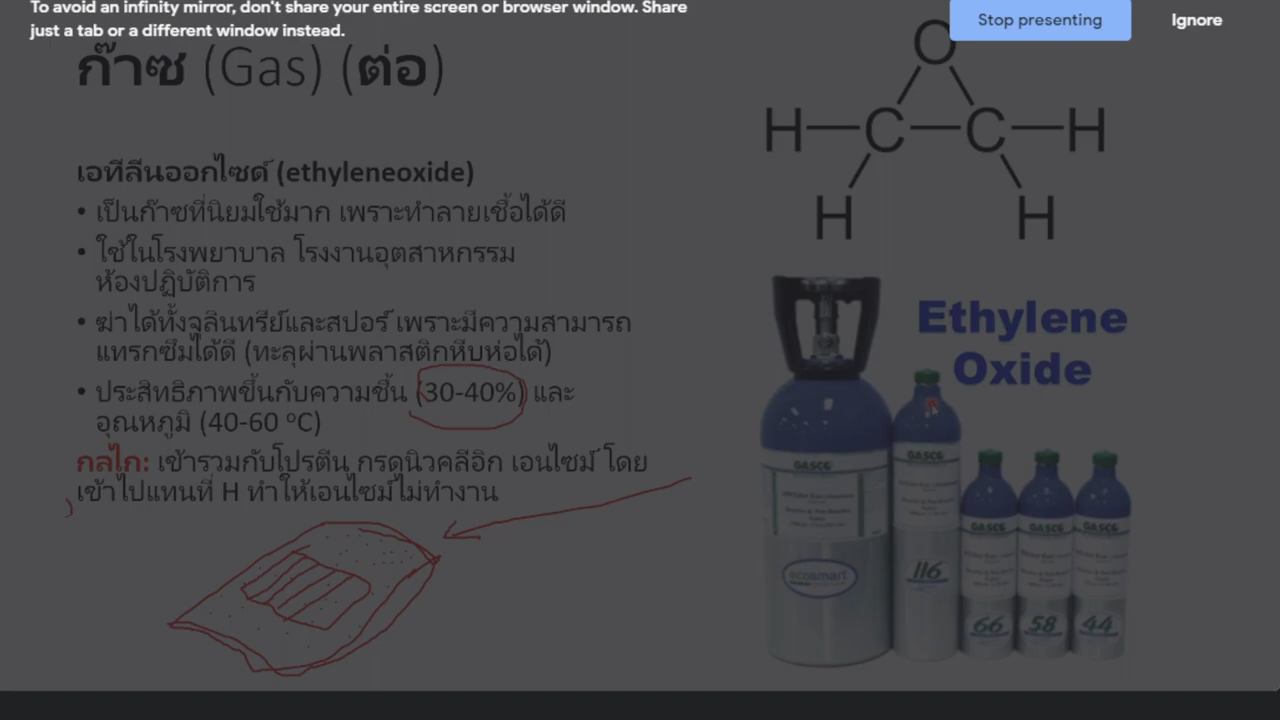 To avoid an infinity mirror, don't share your entire screen or browser window. Share
just a tab or a different window instead.
Stop presenting
Ignore
ก๊าซ (Gas) (ต่อ)
เอทีลีนออกไซด์ (ethyleneoxide)
• เป็นก๊าซที่นิยมใช้มาก เพราะทำลายเชื้อได้ดี
• ใช้ในโรงพยาบาล โรงงานอุตสาหกรรม
ห้องปฏิบัติการ
• ฆ่าได้ทั้งจุลินทรีย์และสปอร์ เพราะมีความสามารถ
แทรกซึมได้ดี (ทะลุผ่านพลาสติกหีบห่อได้)
• ประสิทธิภาพขึ้นกับความชื้น (30-40%) และ
อุณหภูมิ (40-60 °C)
กลไก: เข้ารวมกับโปรตีน กรดนิวคลีอิก เอนไซม์ โดย
เข้าไปแทนที่ H ทำให้เอนไซม์ไม่ทำงาน
O
H C C H
H H
Ethylene
Oxide
GASCO
GASCO
GASCO GASCO GASCO
ecosmart
116
66 58 44